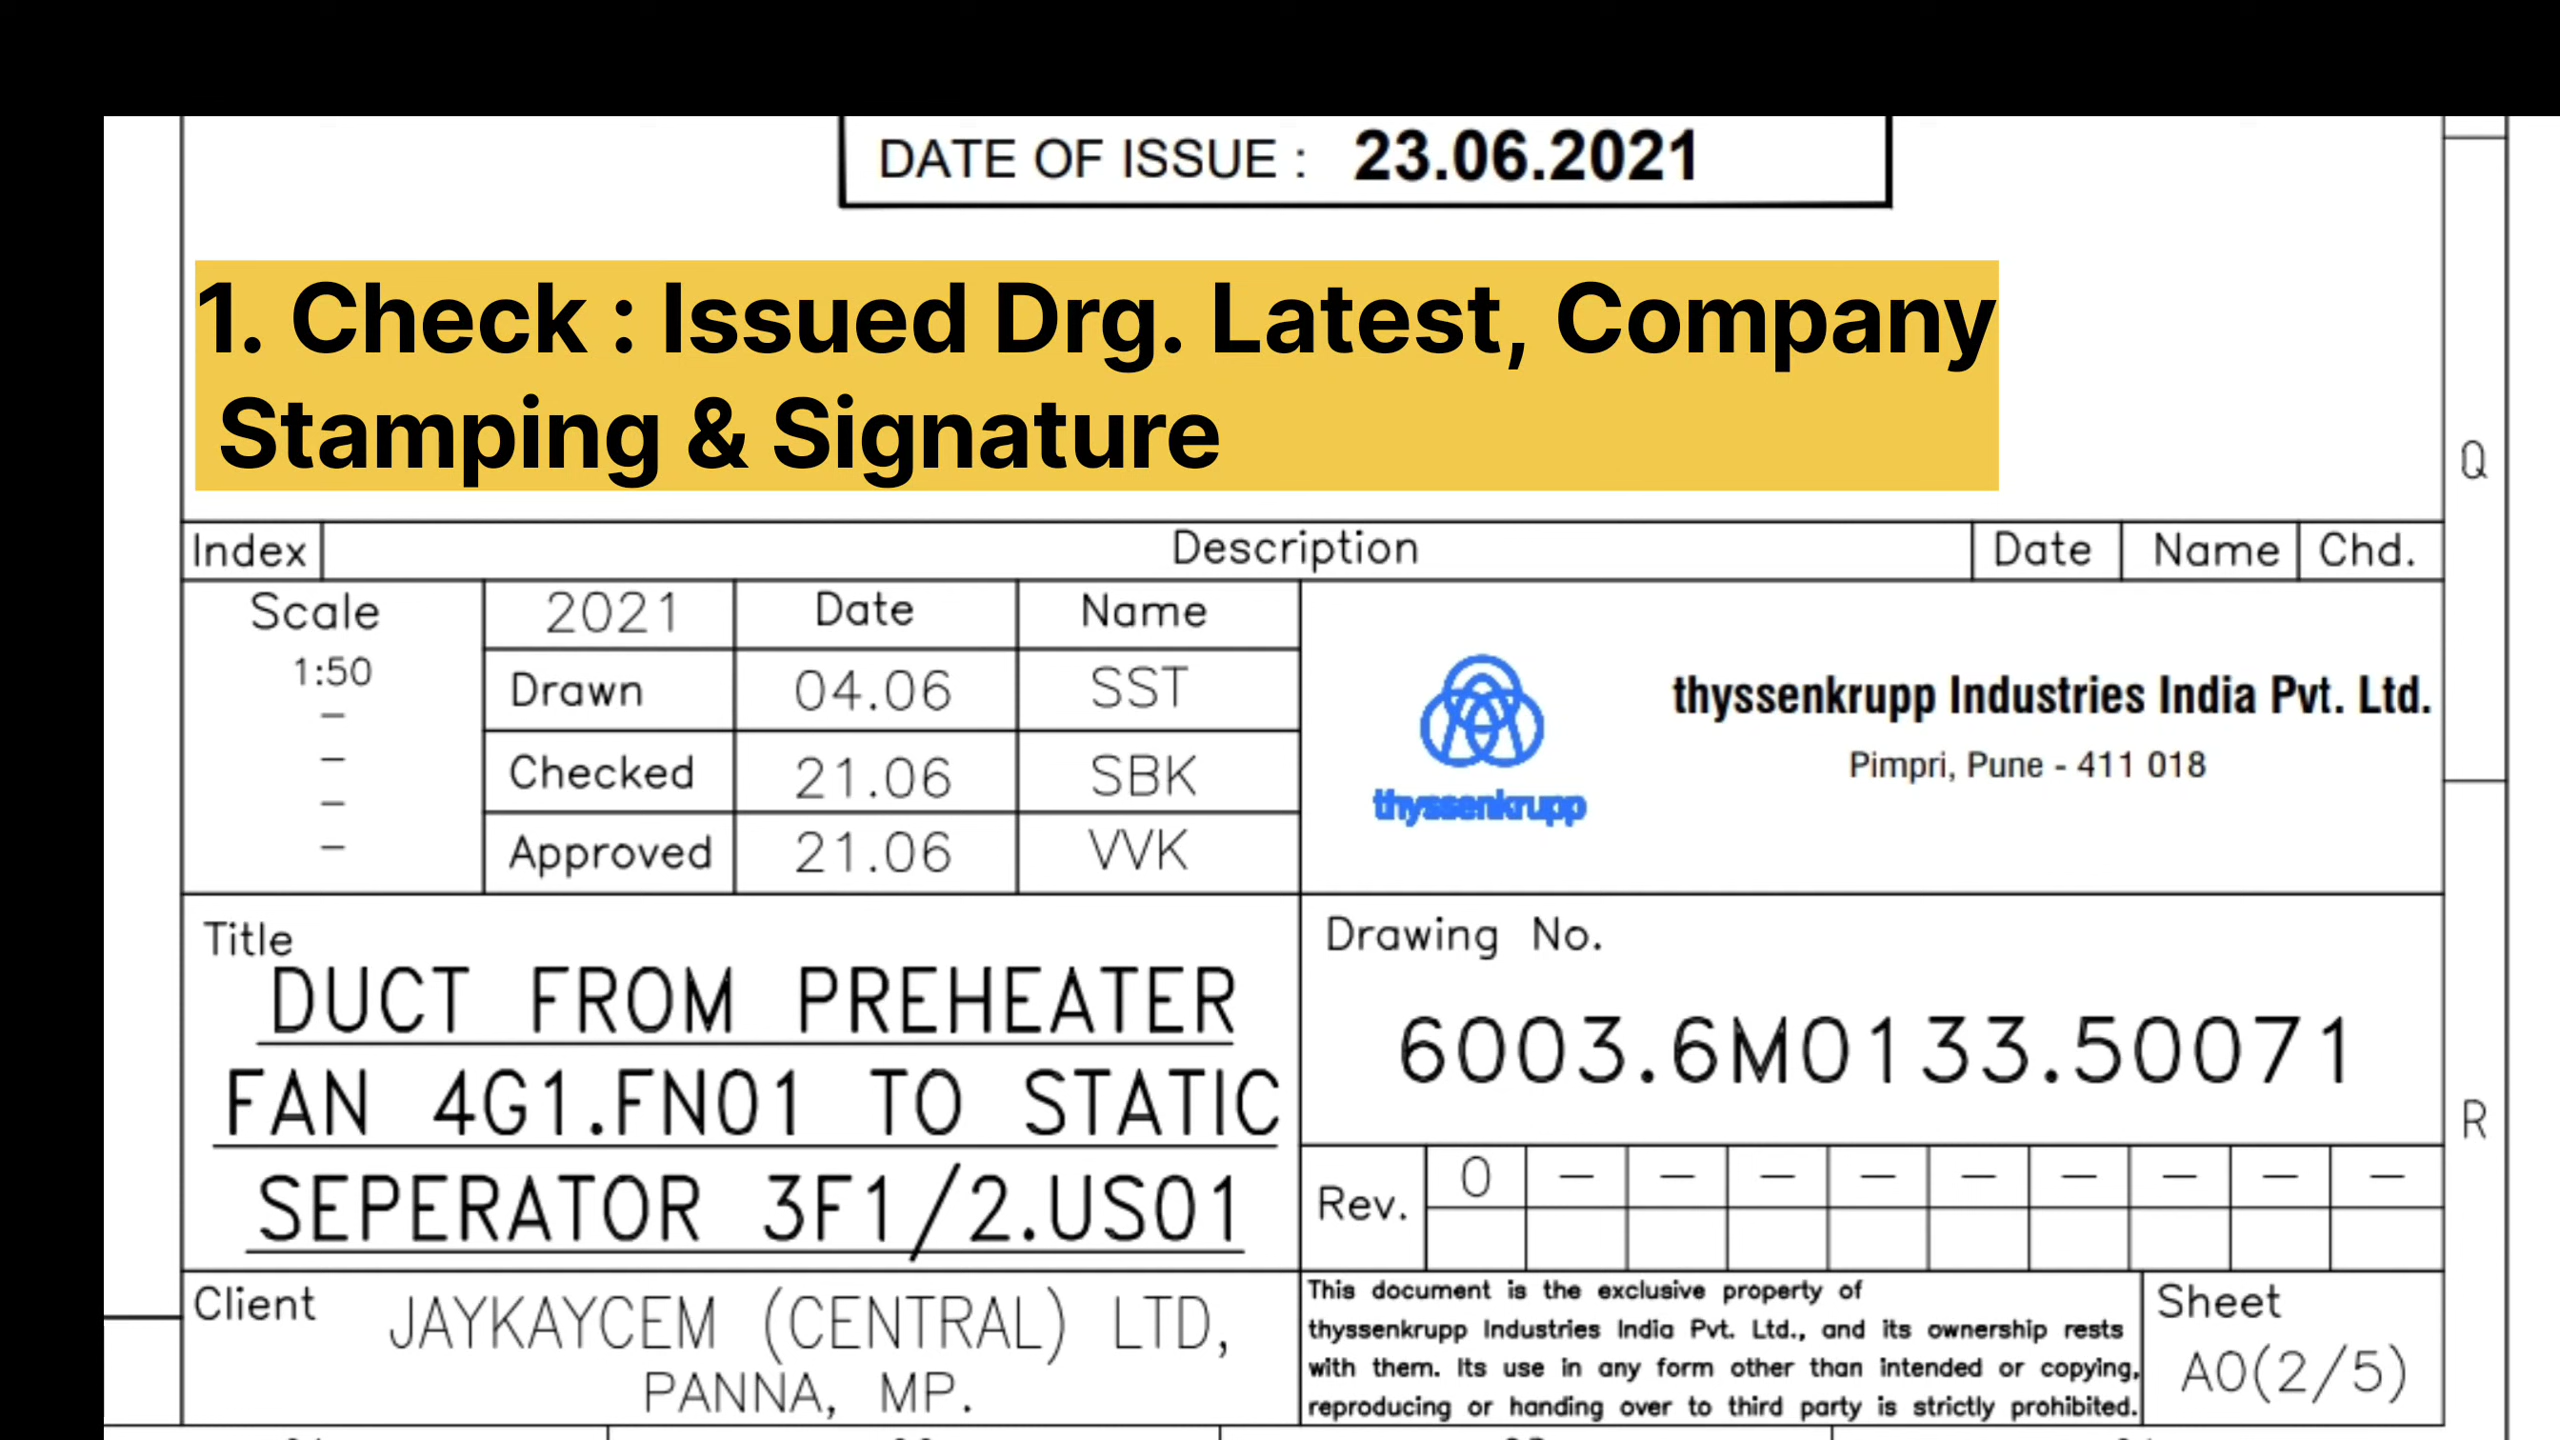 DATE OF ISSUE : 23.06.2021
1. Check : Issued Drg. Latest, Company
Stamping & Signature
Q
Index Description Date Name Chd.
Scale 2021 Date Name
1:50
–
–
–
–
Drawn 04.06 SST
Checked 21.06 SBK
Approved 21.06 VVK
thyssenkrupp
thyssenkrupp Industries India Pvt. Ltd.
Pimpri, Pune - 411 018
Title
DUCT FROM PREHEATER
FAN 4G1.FN01 TO STATIC
SEPERATOR 3F1/2.US01
Drawing No.
6003.6M0133.50071
R
Rev. 0 – – – – – – – – –
Client JAYKAYCEM (CENTRAL) LTD,
PANNA, MP.
This document is the exclusive property of
thyssenkrupp Industries India Pvt. Ltd., and its ownership rests
with them. Its use in any form other than intended or copying,
reproducing or handing over to third party is strictly prohibited.
Sheet
A0(2/5)